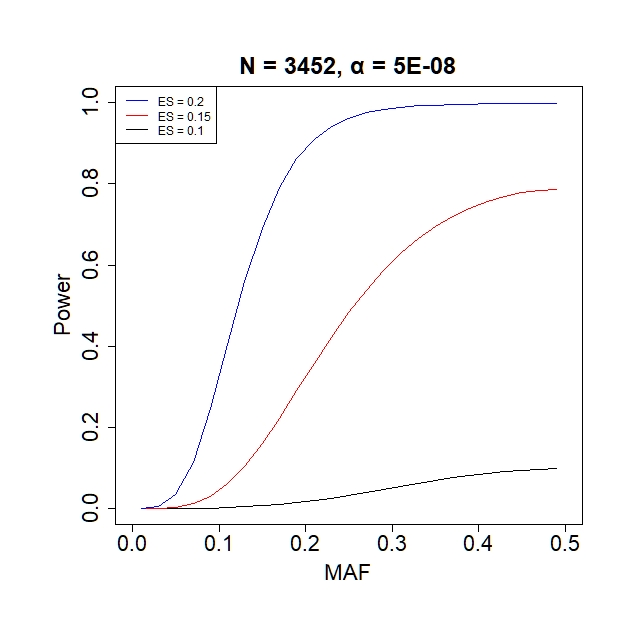 N = 3452, α = 5E-08
ES = 0.2
ES = 0.15
ES = 0.1
Power
1.0
0.8
0.6
0.4
0.2
0.0
0.0 0.1 0.2 0.3 0.4 0.5
MAF